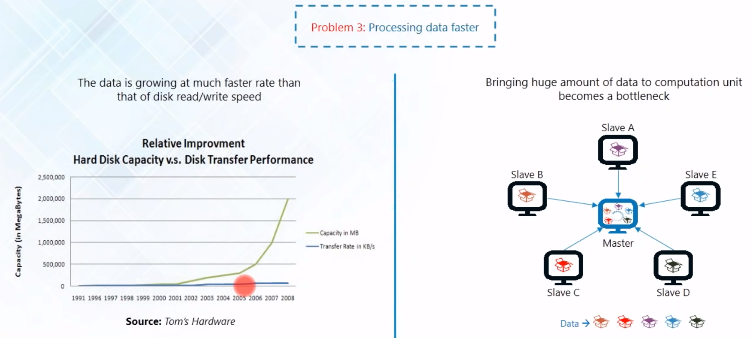 Problem 3: Processing data faster
The data is growing at much faster rate than
that of disk read/write speed
Relative Improvment
Hard Disk Capacity v.s. Disk Transfer Performance
Capacity (in MegaBytes)
2,500,000
2,000,000
1,500,000
1,000,000
500,000
0
1991 1996 1997 1998 1999 2000 2001 2002 2003 2004 2005 2006 2007 2008
Capacity in MB
Transfer Rate in KB/s
Source: Tom's Hardware
Bringing huge amount of data to computation unit
becomes a bottleneck
Slave A
Slave B
Slave E
Master
Slave C
Slave D
Data →